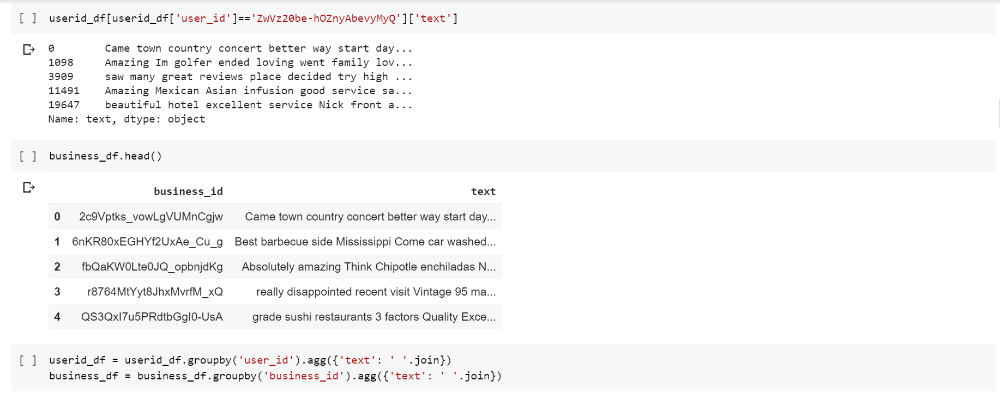 [ ] userid_df[userid_df['user_id']=='ZwVz20be-hOZnyAbevyMyQ']['text']
0 Came town country concert better way start day...
1098 Amazing Im golfer ended loving went family lov...
3909 saw many great reviews place decided try high ...
11491 Amazing Mexican Asian infusion good service sa...
19647 beautiful hotel excellent service Nick front a...
Name: text, dtype: object
[ ] business_df.head()
business_id text
0 2c9Vptks_vowLgVUMnCgjw Came town country concert better way start day...
1 6nKR80xEGHYf2UxAe_Cu_g Best barbecue side Mississippi Come car washed...
2 fbQaKW0Lte0JQ_opbnjdKg Absolutely amazing Think Chipotle enchiladas N...
3 r8764MtYyt8JhxMvrfM_xQ really disappointed recent visit Vintage 95 ma...
4 QS3QxI7u5PRdtbGgI0-UsA grade sushi restaurants 3 factors Quality Exce...
[ ] userid_df = userid_df.groupby('user_id').agg({'text': ' '.join})
business_df = business_df.groupby('business_id').agg({'text': ' '.join})